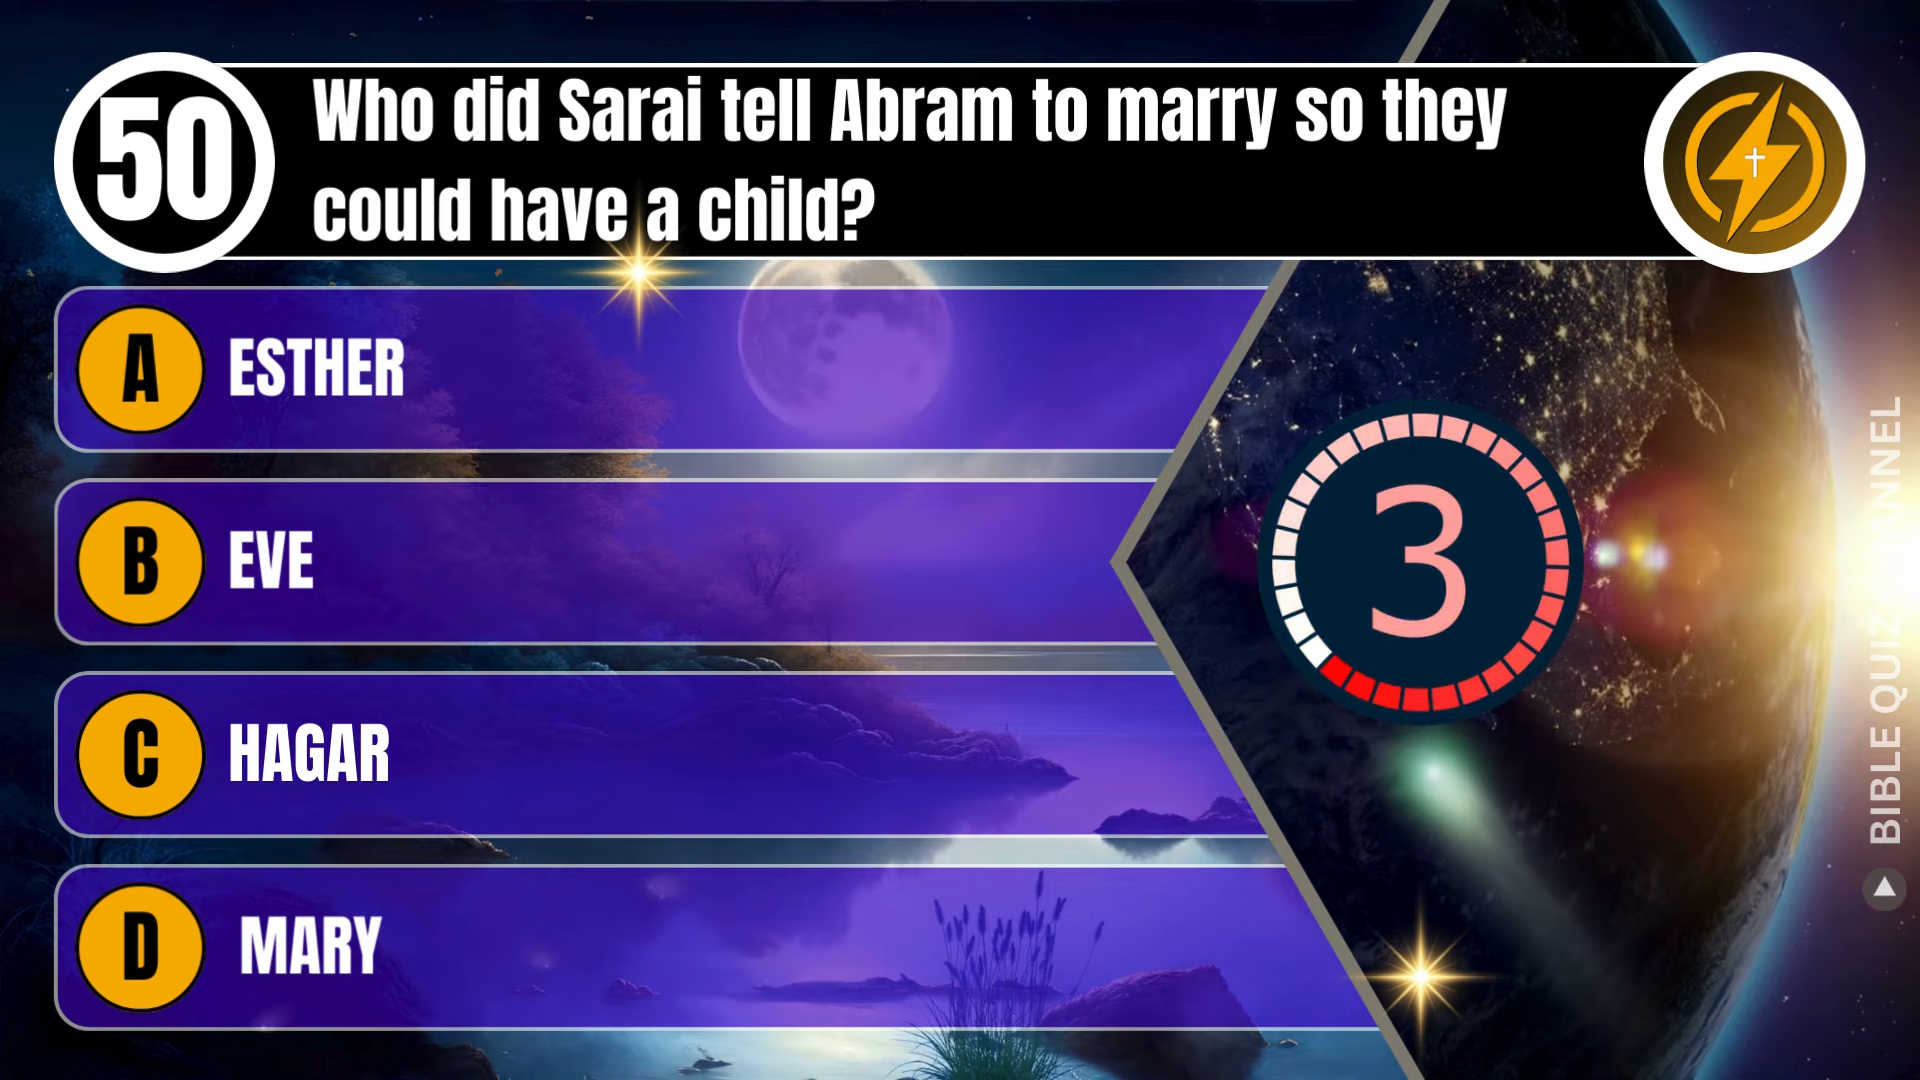 50
Who did Sarai tell Abram to marry so they
could have a child?
A ESTHER
B EVE
C HAGAR
D MARY
3
BIBLE QUIZ CHANNEL